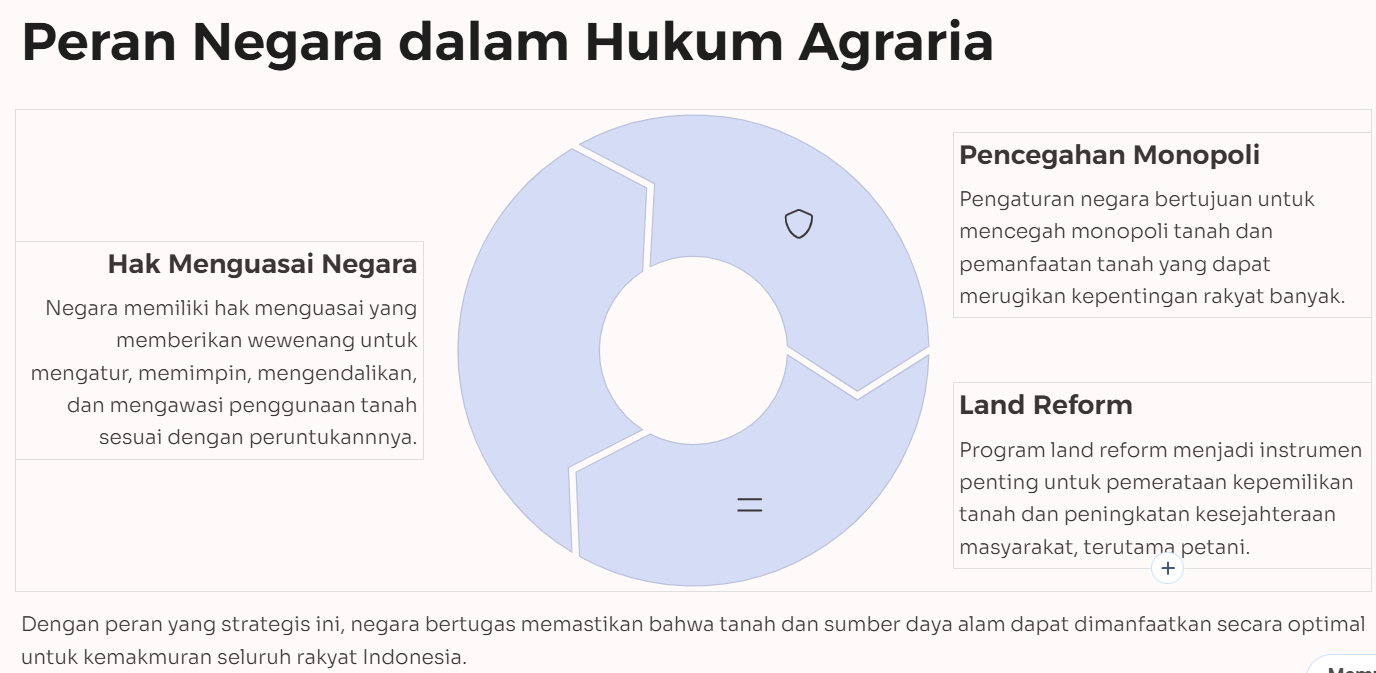 Peran Negara dalam Hukum Agraria
Hak Menguasai Negara
Negara memiliki hak menguasai yang
memberikan wewenang untuk
mengatur, memimpin, mengendalikan,
dan mengawasi penggunaan tanah
sesuai dengan peruntukannnya.
Pencegahan Monopoli
Pengaturan negara bertujuan untuk
mencegah monopoli tanah dan
pemanfaatan tanah yang dapat
merugikan kepentingan rakyat banyak.
Land Reform
Program land reform menjadi instrumen
penting untuk pemerataan kepemilikan
tanah dan peningkatan kesejahteraan
masyarakat, terutama petani.
Dengan peran yang strategis ini, negara bertugas memastikan bahwa tanah dan sumber daya alam dapat dimanfaatkan secara optimal
untuk kemakmuran seluruh rakyat Indonesia.